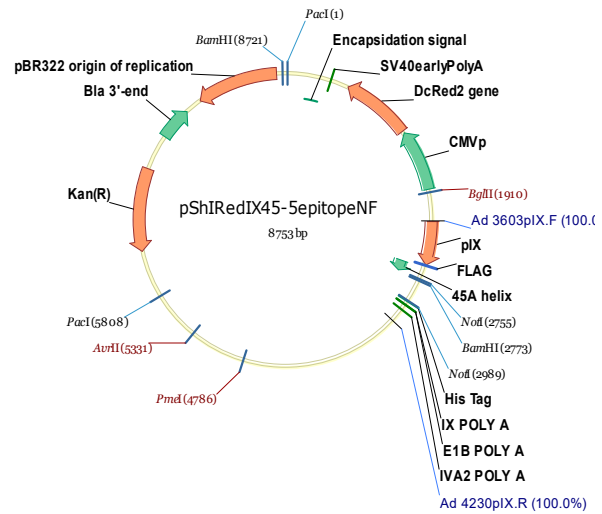 PacI(1)
BamHI(8721)
Encapsidation signal
SV40earlyPolyA
pBR322 origin of replication
DcRed2 gene
Bla 3'-end
CMVp
Kan(R)
BglII(1910)
pShIRedIX45-5epitopeNF
8753 bp
Ad 3603pIX.F (100.0
pIX
FLAG
45A helix
PacI(5808)
NotI(2755)
AvrII(5331)
BamHI(2773)
NotI(2989)
PmeI(4786)
His Tag
IX POLY A
E1B POLY A
IVA2 POLY A
Ad 4230pIX.R (100.0%)